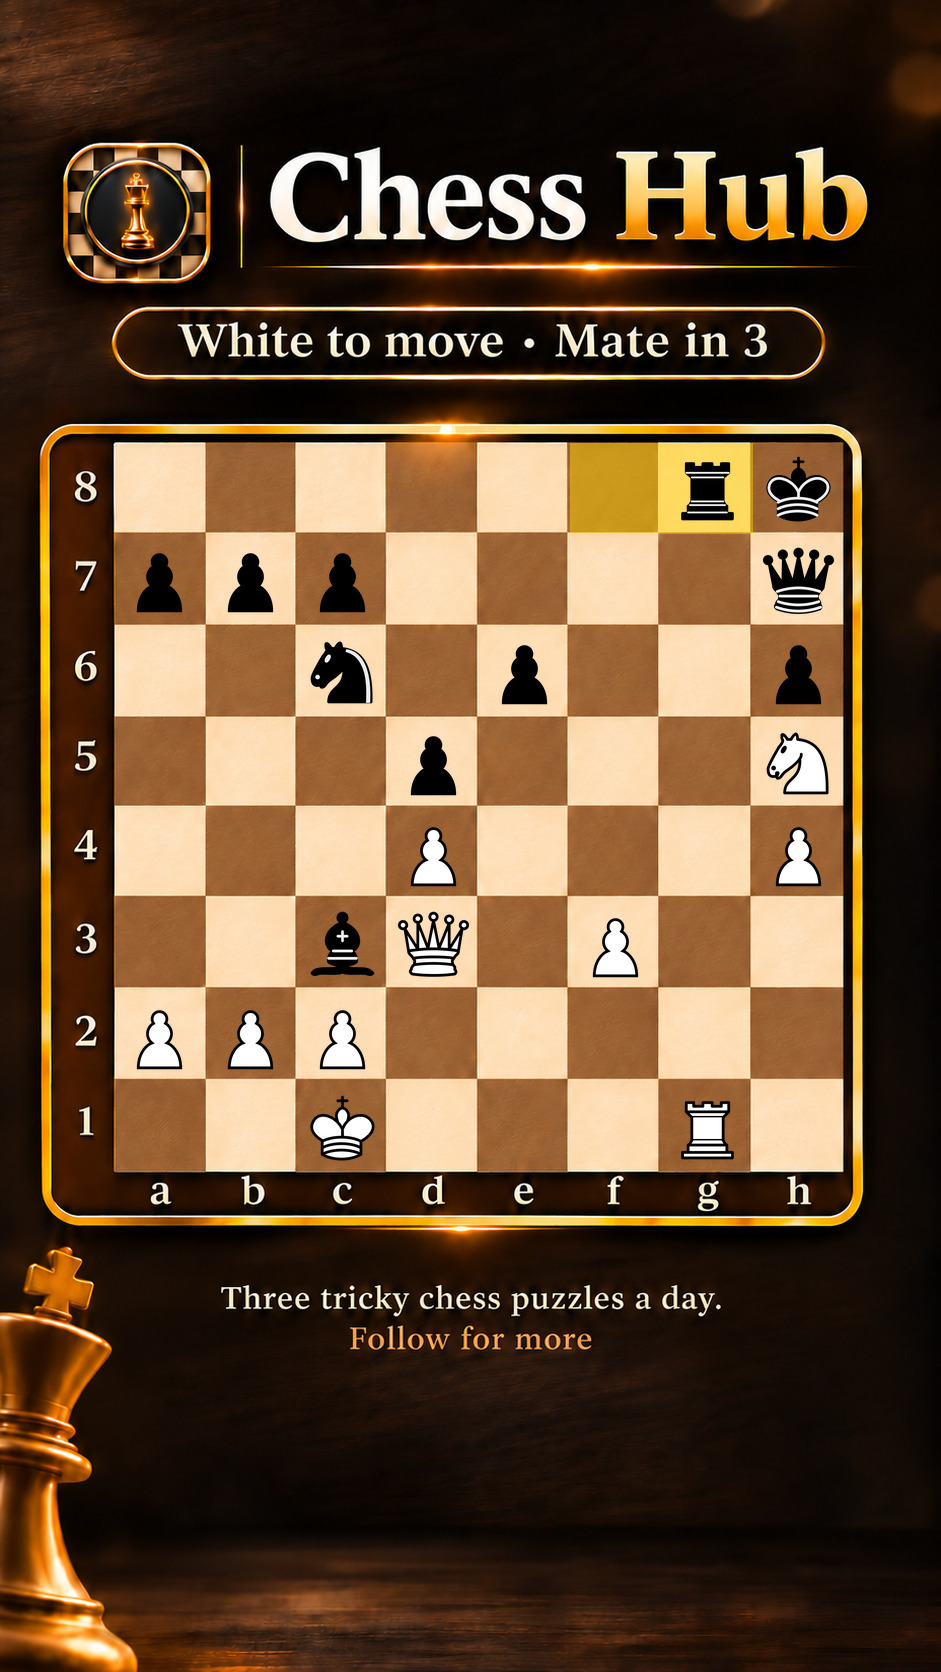 Chess Hub
White to move • Mate in 3
8
7
6
5
4
3
2
1
a b c d e f g h
Three tricky chess puzzles a day.
Follow for more